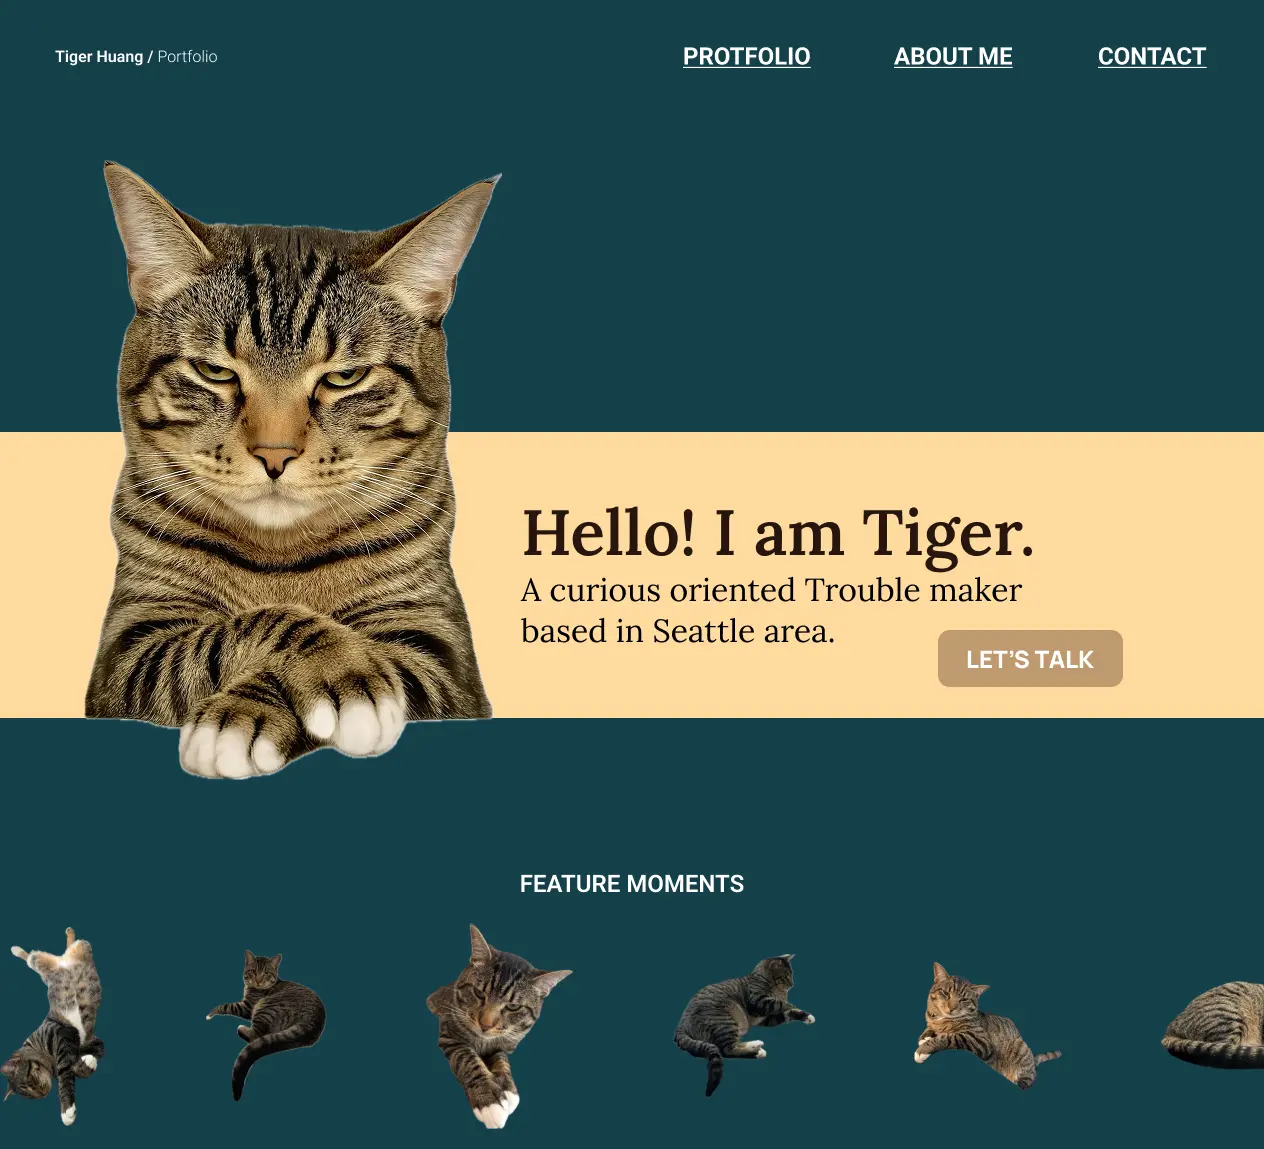 Tiger Huang / Portfolio
PROTFOLIO
ABOUT ME
CONTACT
Hello! I am Tiger.
A curious oriented Trouble maker
based in Seattle area.
LET’S TALK
FEATURE MOMENTS